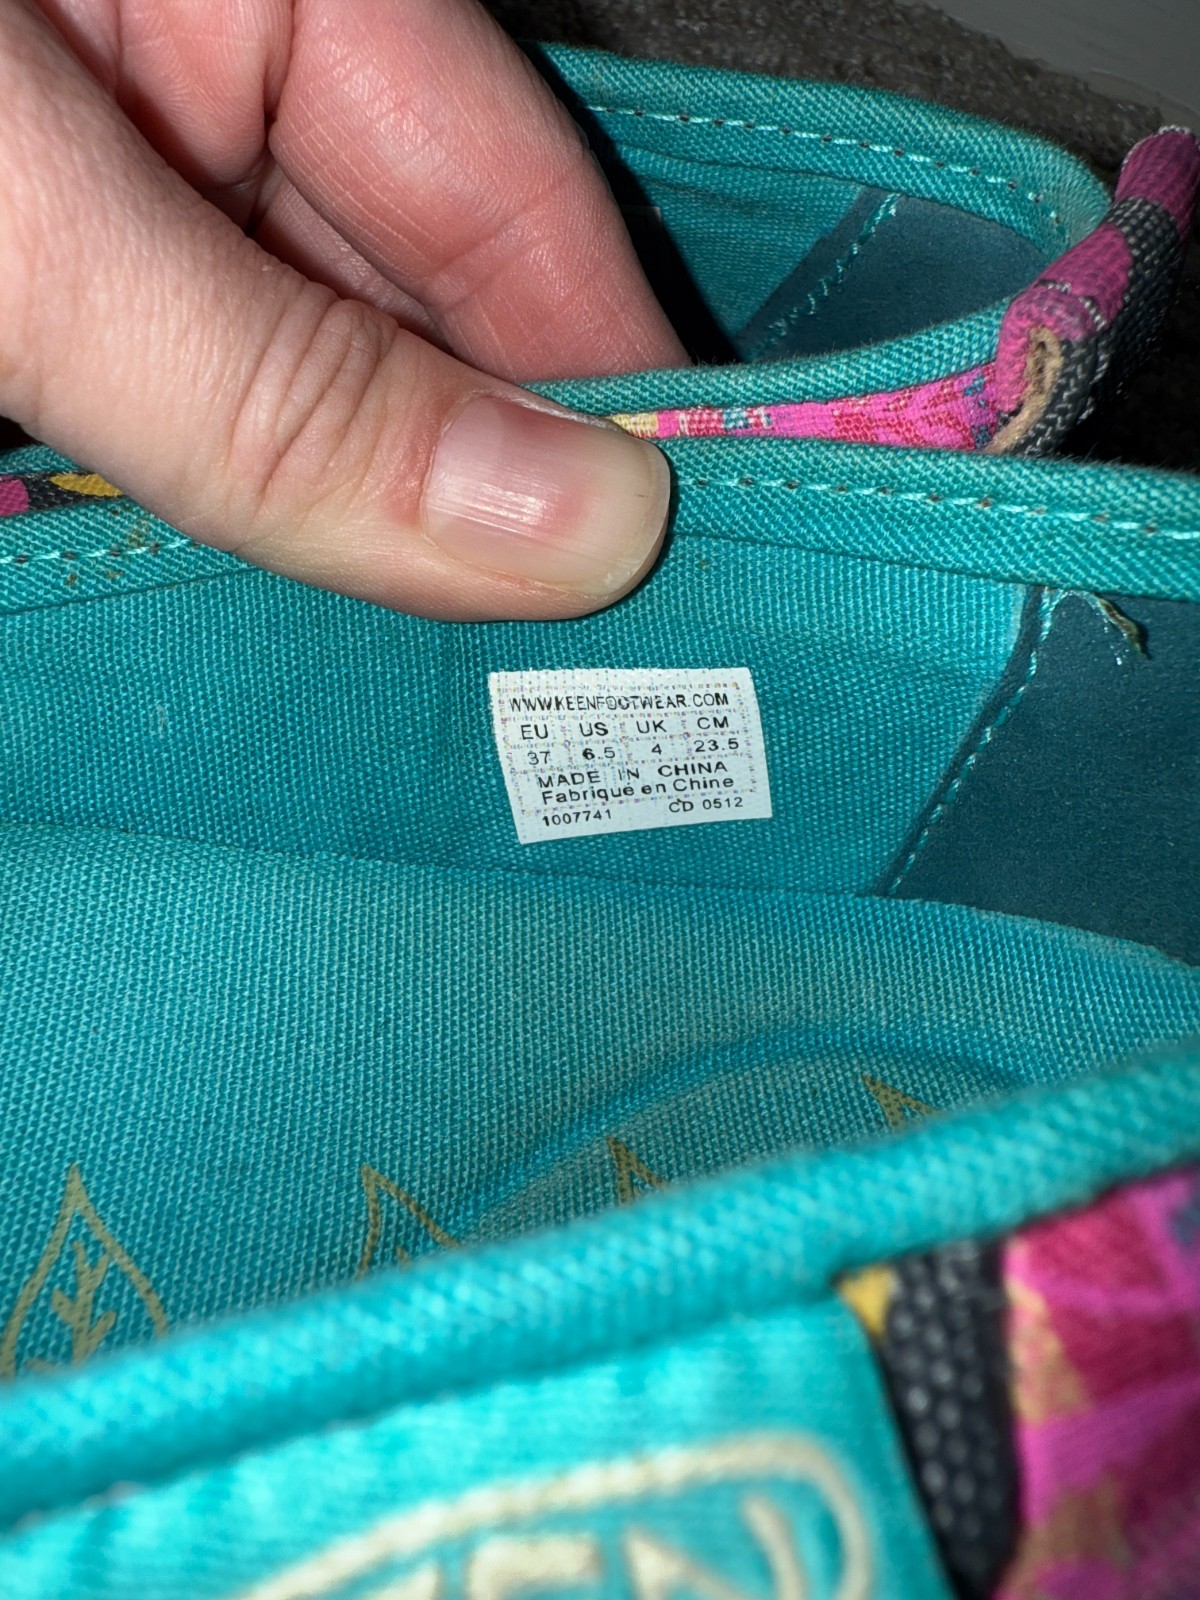 WWW.KEENFOOTWEAR.COM
EU US UK CM
37 6.5 4 23.5
MADE IN CHINA
Fabriqué en Chine
1007741 CD 0512